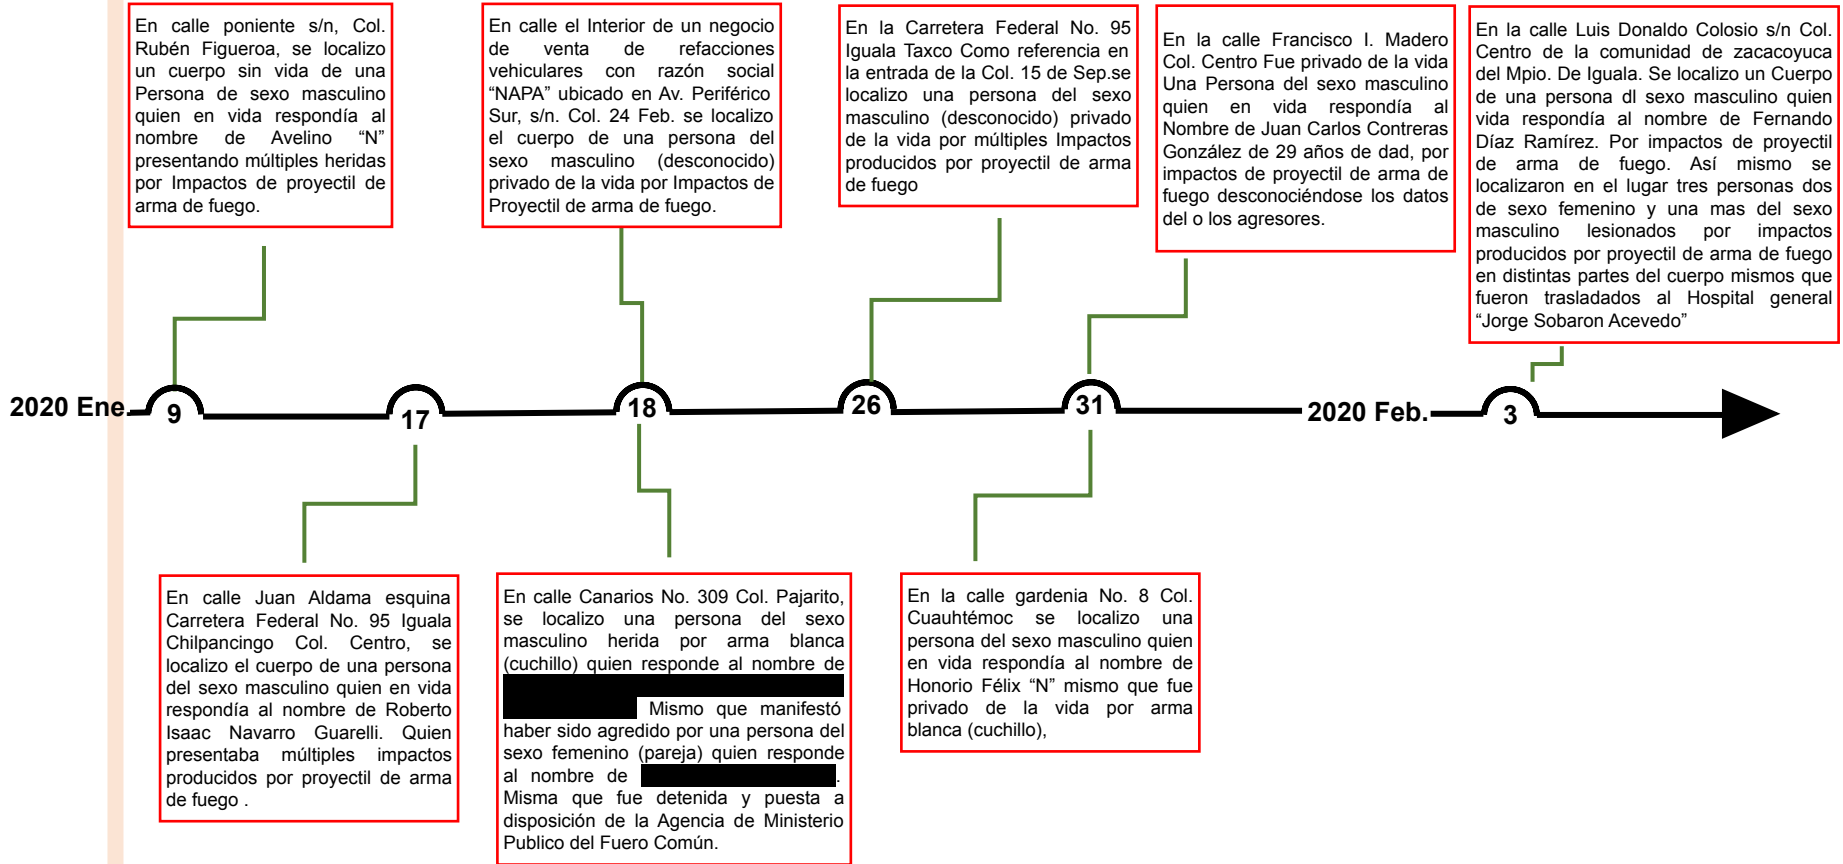 En calle poniente s/n, Col.
Rubén Figueroa, se localizo
un cuerpo sin vida de una
Persona de sexo masculino
quien en vida respondía al
nombre de Avelino "N"
presentando múltiples heridas
por Impactos de proyectil de
arma de fuego.
En calle el Interior de un negocio
de venta de refacciones
vehiculares con razón social
“NAPA” ubicado en Av. Periférico
Sur, s/n. Col. 24 Feb. se localizo
el cuerpo de una persona del
sexo masculino (desconocido)
privado de la vida por Impactos de
Proyectil de arma de fuego.
En la Carretera Federal No. 95
Iguala Taxco Como referencia en
la entrada de la Col. 15 de Sep.se
localizo una persona del sexo
masculino (desconocido) privado
de la vida por múltiples Impactos
producidos por proyectil de arma
de fuego
En la calle Francisco I. Madero
Col. Centro Fue privado de la vida
Una Persona del sexo masculino
quien en vida respondía al
Nombre de Juan Carlos Contreras
González de 29 años de dad, por
impactos de proyectil de arma de
fuego desconociéndose los datos
del o los agresores.
En la calle Luis Donaldo Colosio s/n Col.
Centro de la comunidad de zacacoyuca
del Mpio. De Iguala. Se localizo un Cuerpo
de una persona dl sexo masculino quien
vida respondía al nombre de Fernando
Díaz Ramírez. Por impactos de proyectil
de arma de fuego. Así mismo se
localizaron en el lugar tres personas dos
de sexo femenino y una mas del sexo
masculino lesionados por impactos
producidos por proyectil de arma de fuego
en distintas partes del cuerpo mismos que
fueron trasladados al Hospital general
“Jorge Sobaron Acevedo”
2020 Ene.
9
17
18
26
31
2020 Feb.
3
En calle Juan Aldama esquina
Carretera Federal No. 95 Iguala
Chilpancingo Col. Centro, se
localizo el cuerpo de una persona
del sexo masculino quien en vida
respondía al nombre de Roberto
Isaac Navarro Guarelli. Quien
presentaba múltiples impactos
producidos por proyectil de arma
de fuego .
En calle Canarios No. 309 Col. Pajarito,
se localizo una persona del sexo
masculino herida por arma blanca
(cuchillo) quien responde al nombre de
Mismo que manifestó
haber sido agredido por una persona del
sexo femenino (pareja) quien responde
al nombre de .
Misma que fue detenida y puesta a
disposición de la Agencia de Ministerio
Publico del Fuero Común.
En la calle gardenia No. 8 Col.
Cuauhtémoc se localizo una
persona del sexo masculino quien
en vida respondía al nombre de
Honorio Félix “N” mismo que fue
privado de la vida por arma
blanca (cuchillo),